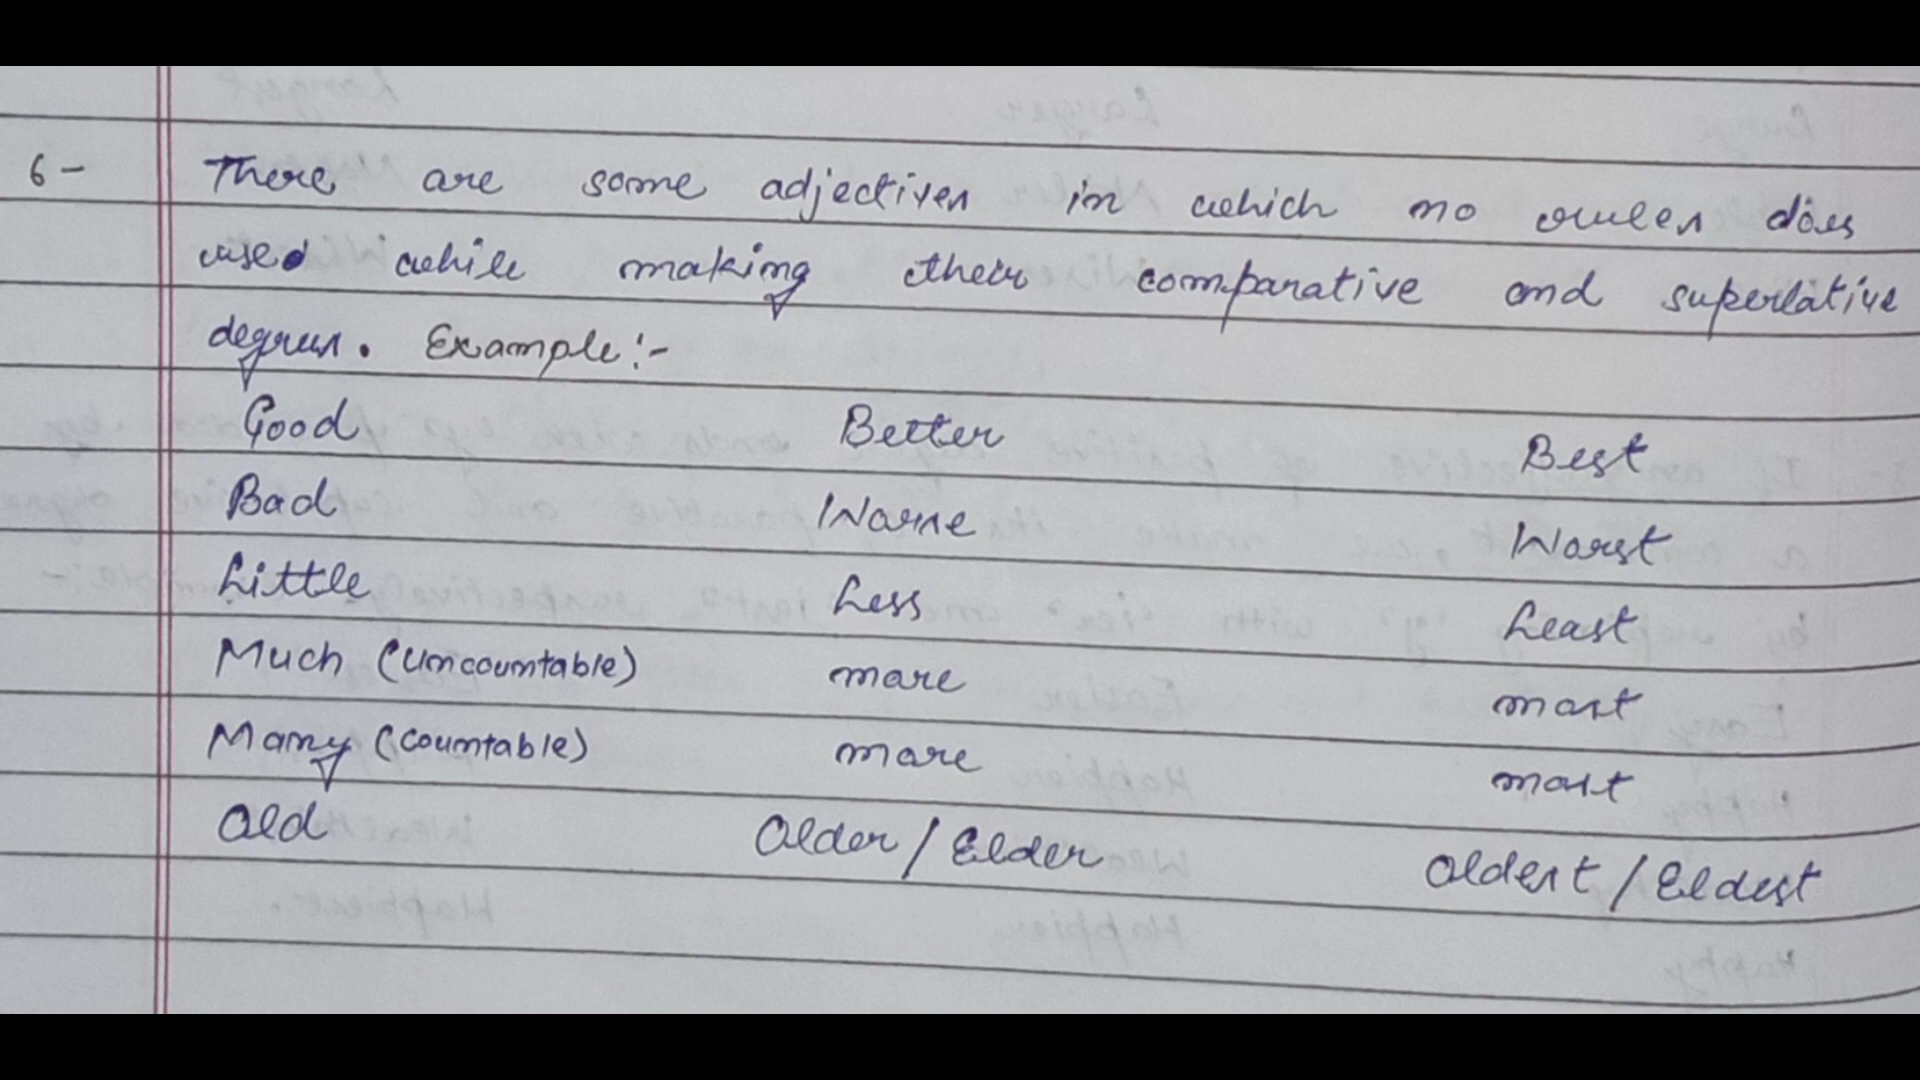 6- There are some adjectives in which no rules does
used while making their comparative and superlative
degrees. Example:-
Good Better Best
Bad Worse Worst
Little Less Least
Much (Uncountable) more most
Many (Countable) more most
Old Older / Elder Oldest / Eldest